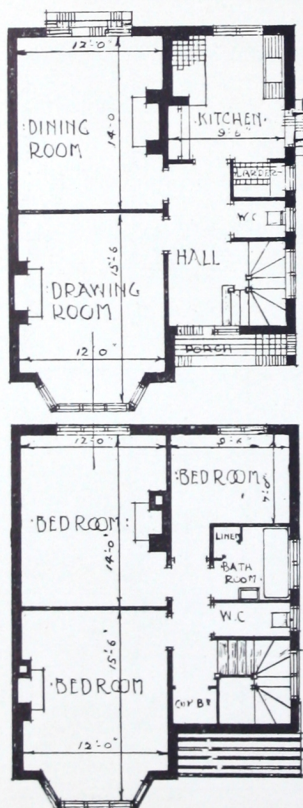 12'-0"
DINING
ROOM
14'-0
KITCHEN
9'-6"
LARDER
W.C
HALL
15'-6
DRAWING
ROOM
12'-0"
PORCH
12'-0"
9'-6"
BEDROOM
BEDROOM
14'-0
LINEN
BATH
ROOM
W.C
15'-6"
BEDROOM
CUPBD
12'-0"